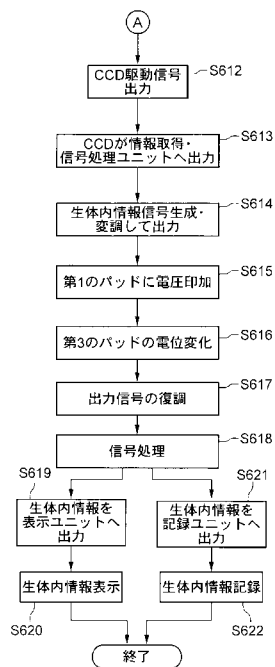 A
CCD駆動信号
出力
S612
CCDが情報取得・
信号処理ユニットへ出力
S613
生体内情報信号生成・
変調して出力
S614
第1のパッドに電圧印加
S615
第3のパッドの電位変化
S616
出力信号の復調
S617
信号処理
S618
S619
生体内情報を
表示ユニットへ
出力
S621
生体内情報を
記録ユニットへ
出力
生体内情報表示
S620
生体内情報記録
S622
終了